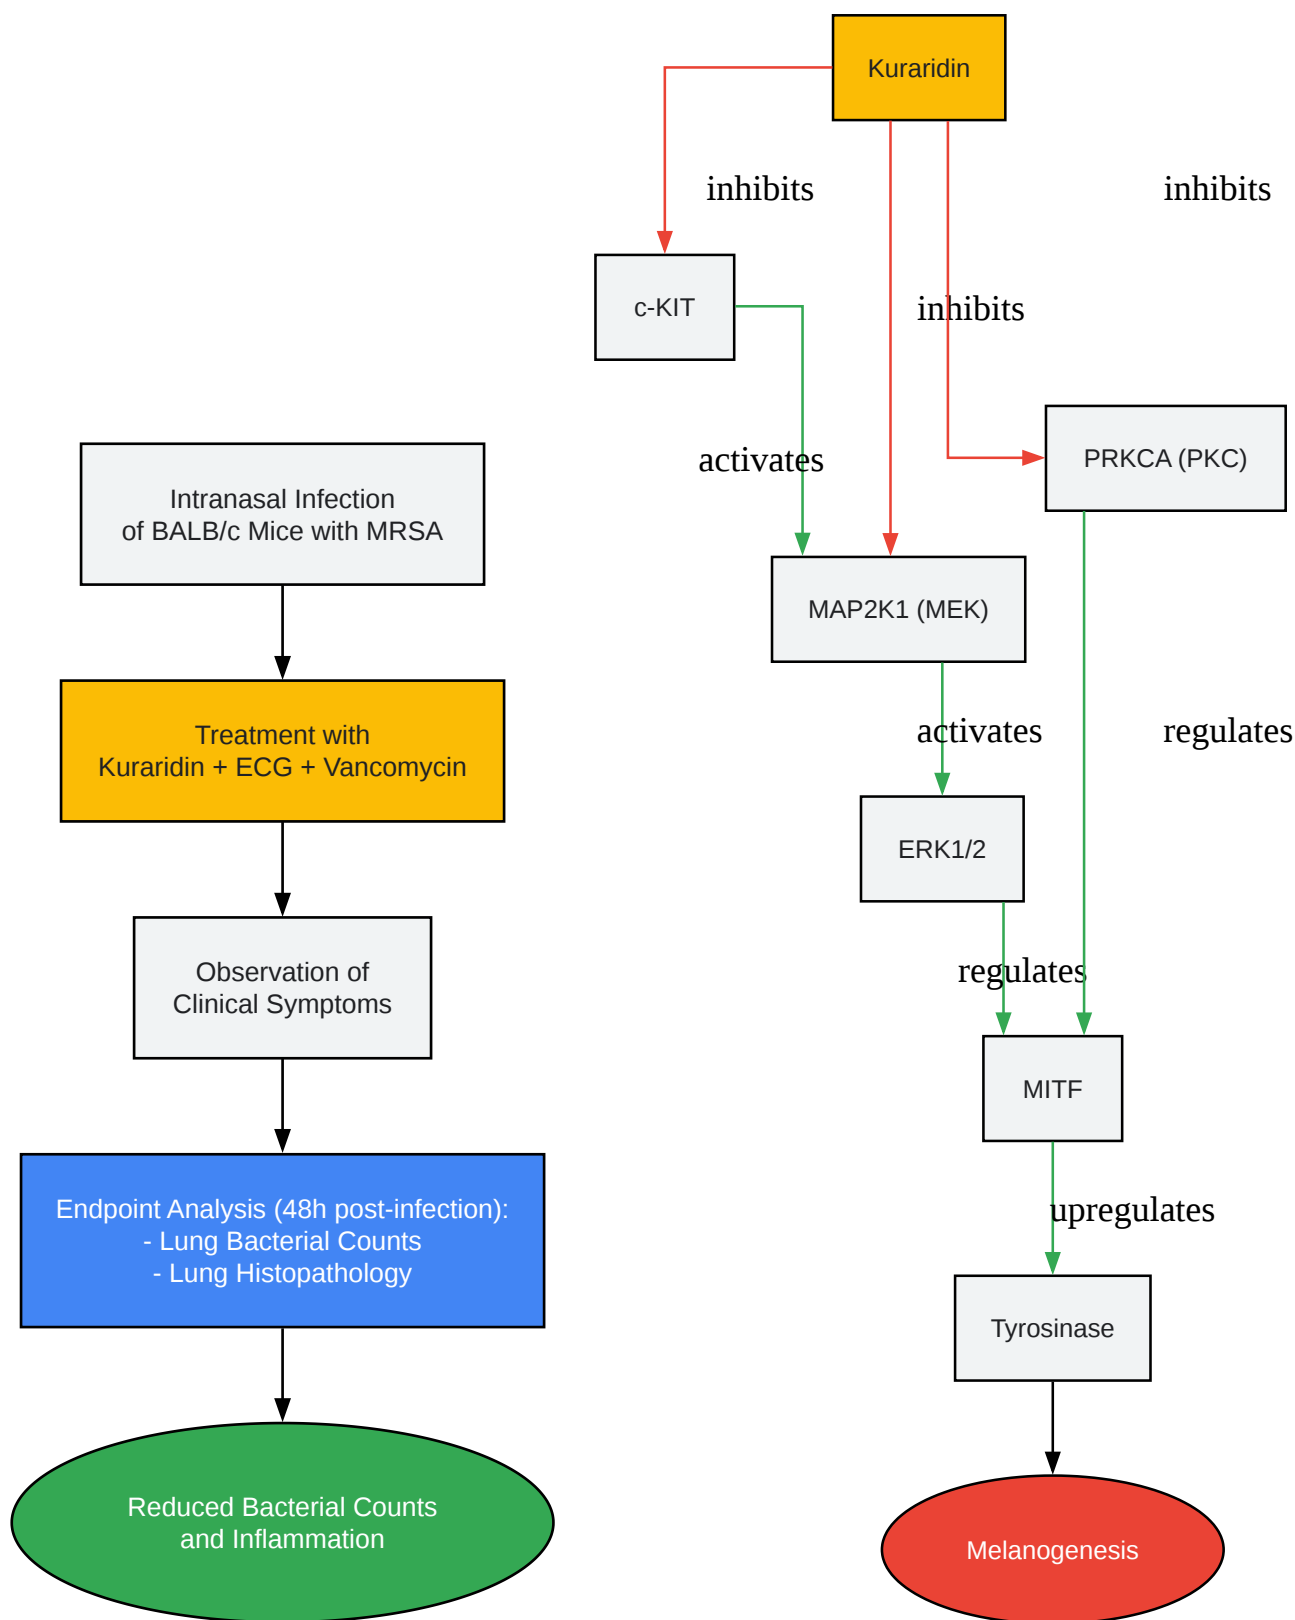 Intranasal Infection
of BALB/c Mice with MRSA
Treatment with
Kuraridin + ECG + Vancomycin
Observation of
Clinical Symptoms
Endpoint Analysis (48h post-infection):
- Lung Bacterial Counts
- Lung Histopathology
Reduced Bacterial Counts
and Inflammation
Kuraridin
inhibits
inhibits
c-KIT
inhibits
PRKCA (PKC)
activates
MAP2K1 (MEK)
activates
regulates
ERK1/2
regulates
MITF
upregulates
Tyrosinase
Melanogenesis